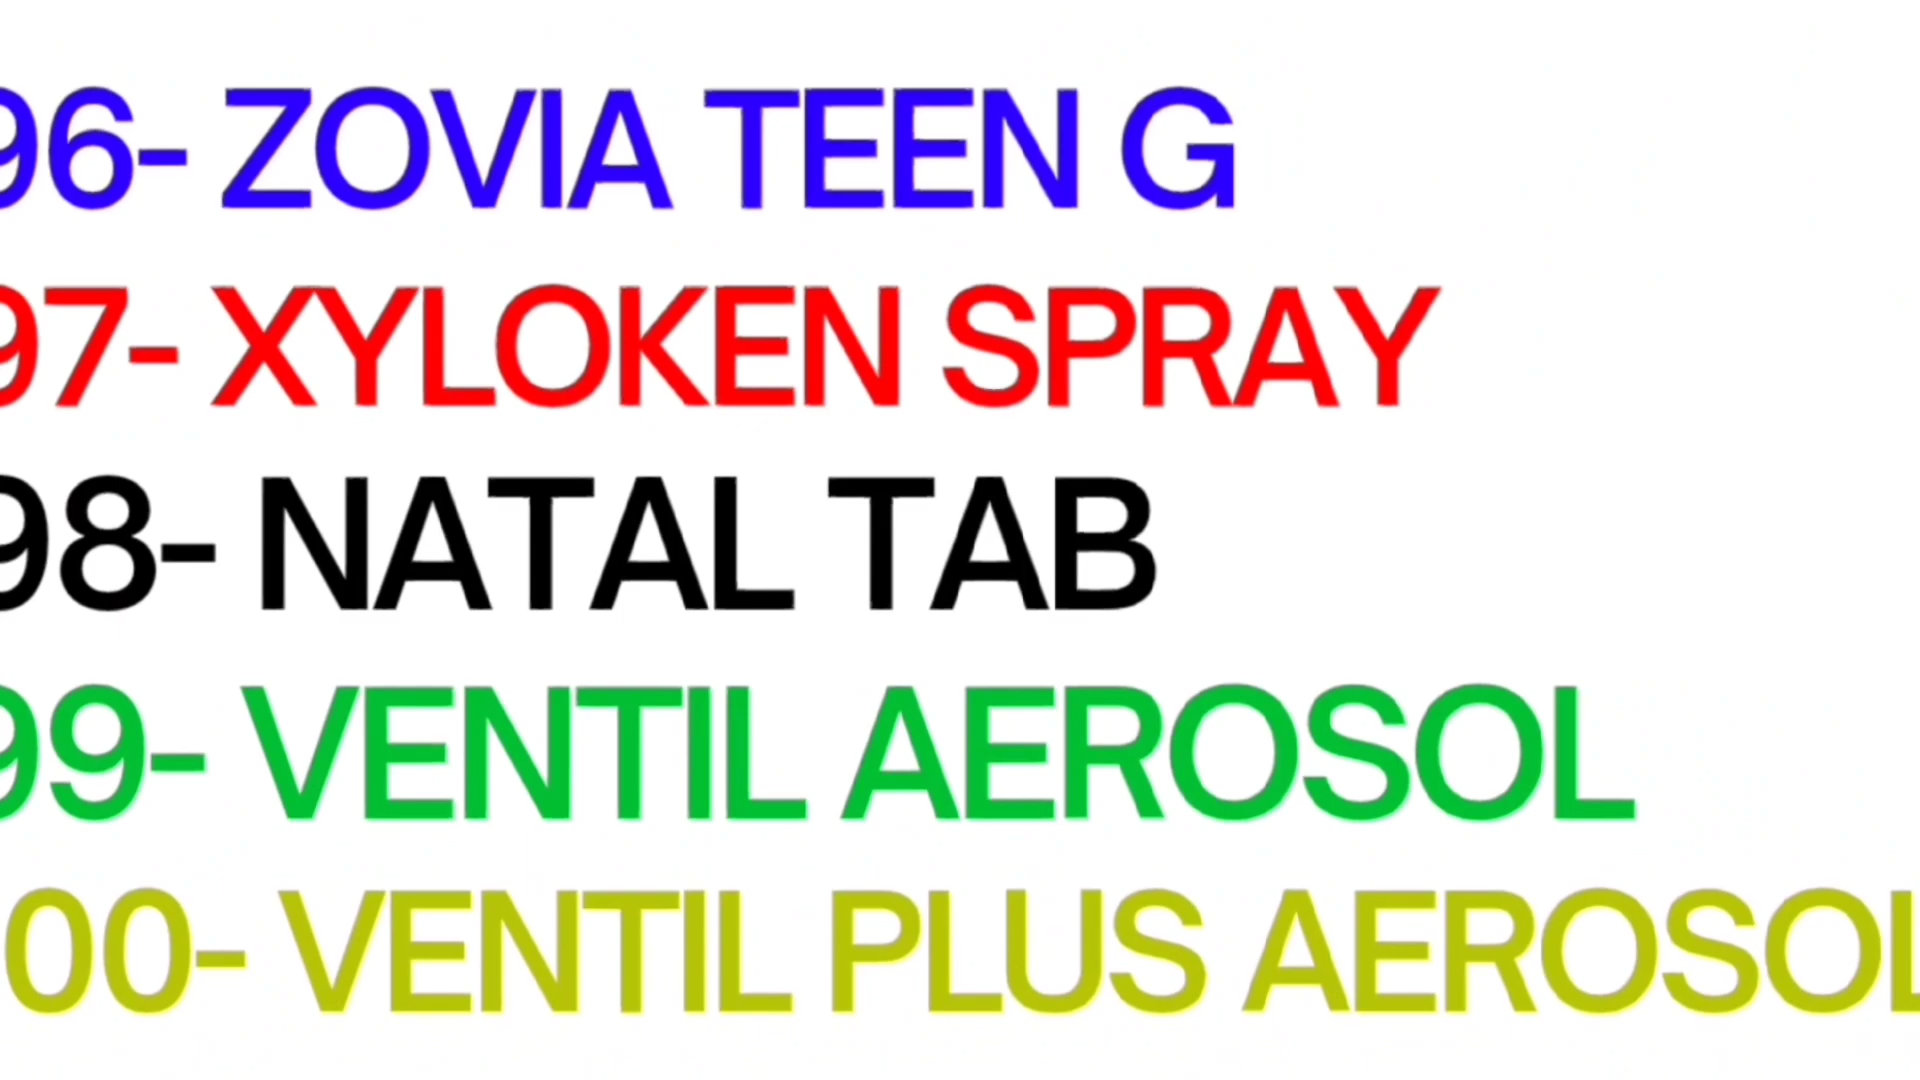 96- ZOVIA TEEN G
97- XYLOKEN SPRAY
98- NATAL TAB
99- VENTIL AEROSOL
00- VENTIL PLUS AEROSOL